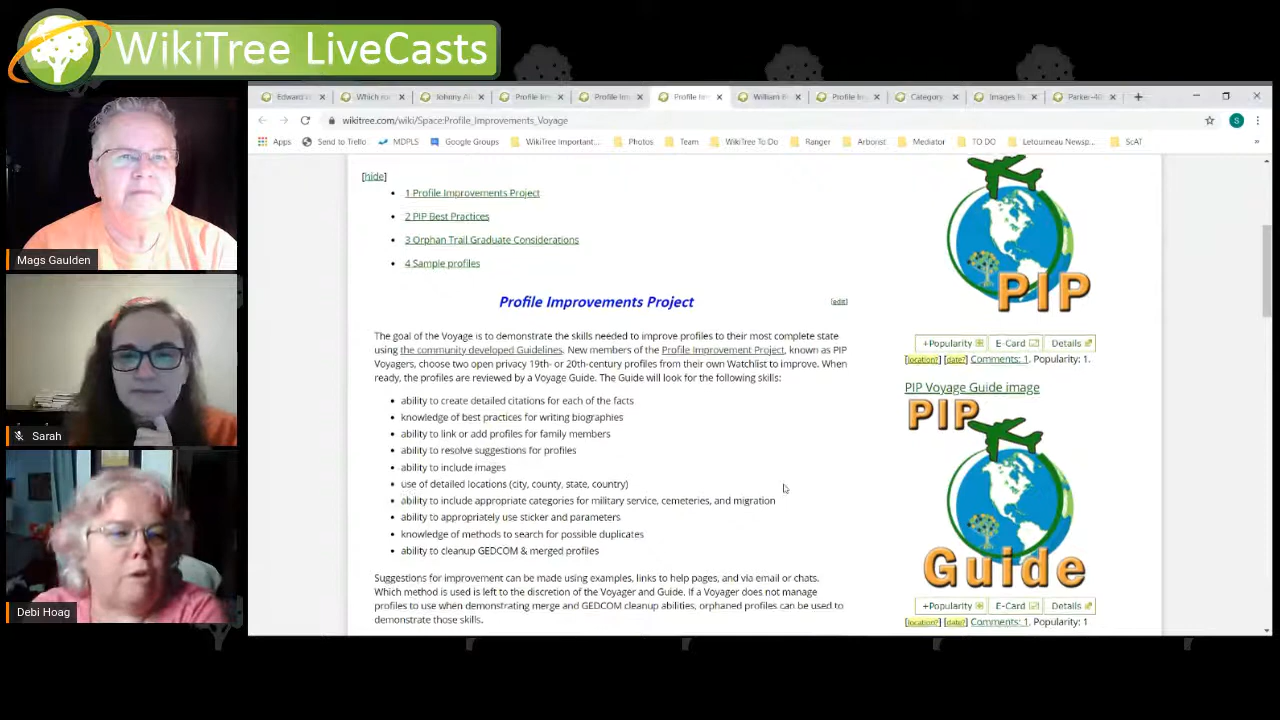 WikiTree LiveCasts
Mags Gaulden
Sarah
Debi Hoag
Which
Johnny
Category
Parker
wikitree.com/wiki/Space:Profile_Improvements_Voyage
S
Apps Send to Trello MDPLS Google Groups WikiTree Important... Photos Team WikiTree To Do Ranger Arborist Mediator TO DO Letourneau Newsp... ScAT
[hide]
1 Profile Improvements Project
2 PIP Best Practices
3 Orphan Trail Graduate Considerations
4 Sample profiles
Profile Improvements Project
[edit]
The goal of the Voyage is to demonstrate the skills needed to improve profiles to their most complete state
using the community developed Guidelines. New members of the Profile Improvement Project, known as PIP
Voyagers, choose two open privacy 19th- or 20th-century profiles from their own Watchlist to improve. When
ready, the profiles are reviewed by a Voyage Guide. The Guide will look for the following skills:
ability to create detailed citations for each of the facts
knowledge of best practices for writing biographies
ability to link or add profiles for family members
ability to resolve suggestions for profiles
ability to include images
use of detailed locations (city, county, state, country)
ability to include appropriate categories for military service, cemeteries, and migration
ability to appropriately use sticker and parameters
knowledge of methods to search for possible duplicates
ability to cleanup GEDCOM & merged profiles
Suggestions for improvement can be made using examples, links to help pages, and via email or chats.
Which method is used is left to the discretion of the Voyager and Guide. If a Voyager does not manage
profiles to use when demonstrating merge and GEDCOM cleanup abilities, orphaned profiles can be used to
demonstrate those skills.
PIP
+Popularity E-Card Details
[location?] [date?] Comments: 1. Popularity: 1.
PIP Voyage Guide image
PIP
Guide
+Popularity E-Card Details
[location?] [date?] Comments: 1. Popularity: 1